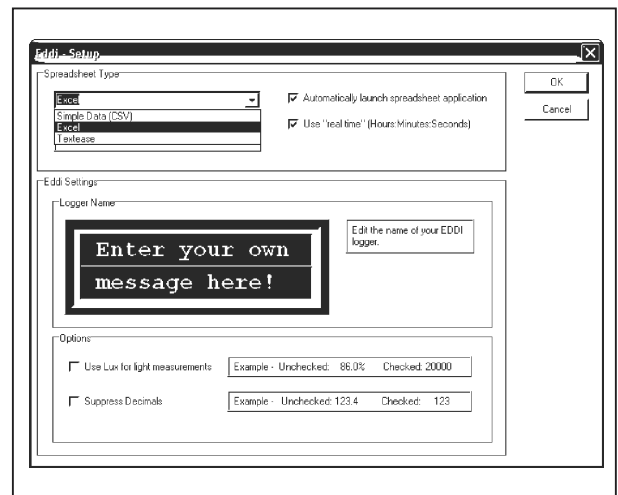 Eddi - Setup
Spreadsheet Type
Excel
Simple Data (CSV)
Excel
Textease
Automatically launch spreadsheet application
Use "real time" (Hours:Minutes:Seconds)
OK
Cancel
Eddi Settings
Logger Name
Enter your own
message here!
Edit the name of your EDDI
logger.
Options
Use Lux for light measurements
Example - Unchecked: 86.0% Checked: 20000
Suppress Decimals
Example - Unchecked: 123.4 Checked: 123